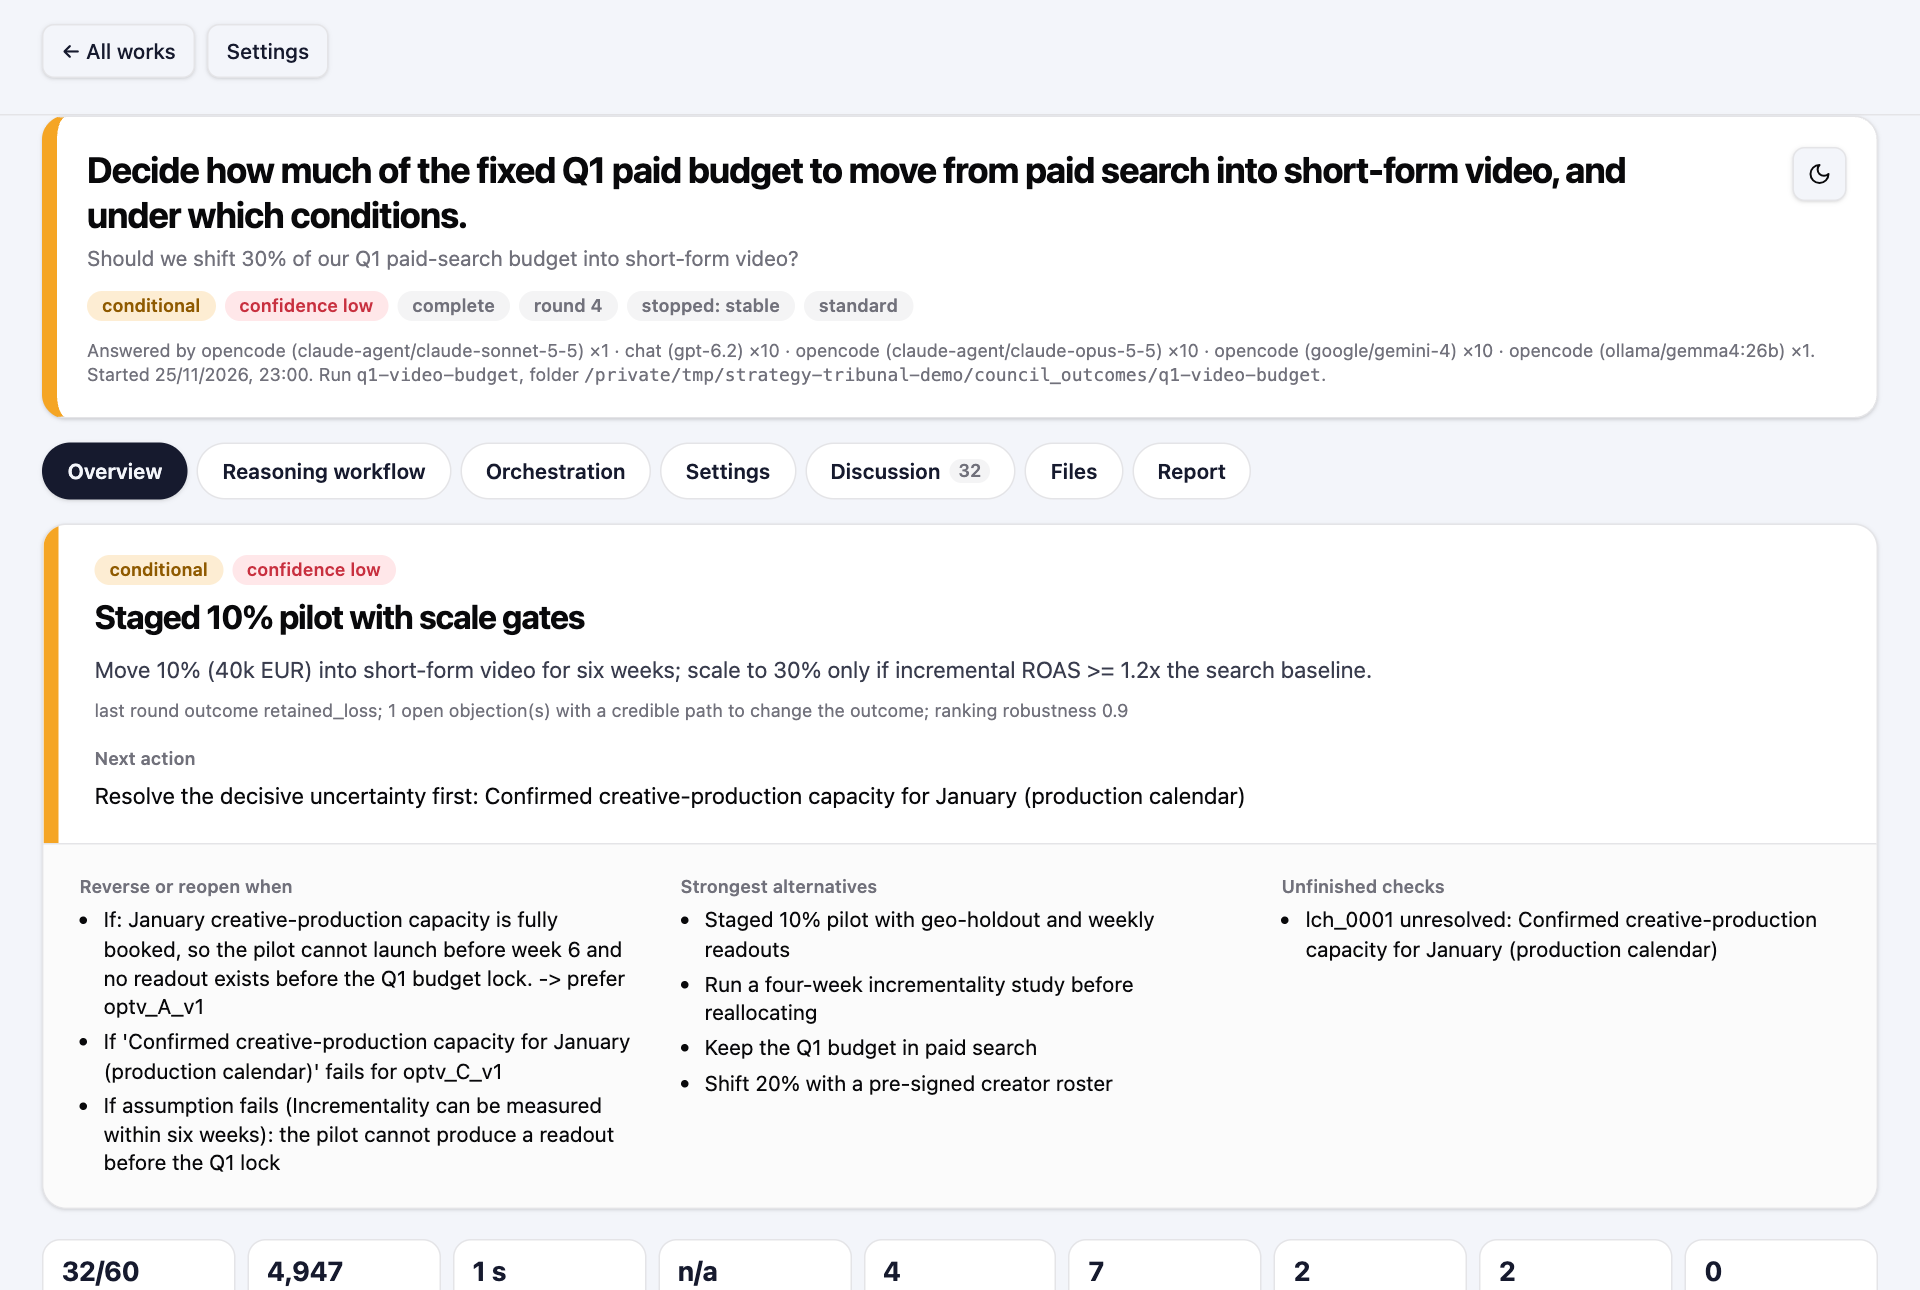 ← All works
Settings
Decide how much of the fixed Q1 paid budget to move from paid search into short-form video, and
under which conditions.
Should we shift 30% of our Q1 paid-search budget into short-form video?
conditional
confidence low
complete
round 4
stopped: stable
standard
Answered by opencode (claude-agent/claude-sonnet-5-5) ×1 · chat (gpt-6.2) ×10 · opencode (claude-agent/claude-opus-5-5) ×10 · opencode (google/gemini-4) ×10 · opencode (ollama/gemma4:26b) ×1.
Started 25/11/2026, 23:00. Run q1-video-budget, folder /private/tmp/strategy-tribunal-demo/council_outcomes/q1-video-budget.
Overview
Reasoning workflow
Orchestration
Settings
Discussion 32
Files
Report
conditional
confidence low
Staged 10% pilot with scale gates
Move 10% (40k EUR) into short-form video for six weeks; scale to 30% only if incremental ROAS >= 1.2x the search baseline.
last round outcome retained_loss; 1 open objection(s) with a credible path to change the outcome; ranking robustness 0.9
Next action
Resolve the decisive uncertainty first: Confirmed creative-production capacity for January (production calendar)
Reverse or reopen when
• If: January creative-production capacity is fully
booked, so the pilot cannot launch before week 6 and
no readout exists before the Q1 budget lock. -> prefer
optv_A_v1
• If 'Confirmed creative-production capacity for January
(production calendar)' fails for optv_C_v1
• If assumption fails (Incrementality can be measured
within six weeks): the pilot cannot produce a readout
before the Q1 lock
Strongest alternatives
• Staged 10% pilot with geo-holdout and weekly
readouts
• Run a four-week incrementality study before
reallocating
• Keep the Q1 budget in paid search
• Shift 20% with a pre-signed creator roster
Unfinished checks
• lch_0001 unresolved: Confirmed creative-production
capacity for January (production calendar)
32/60
4,947
1 s
n/a
4
7
2
2
0